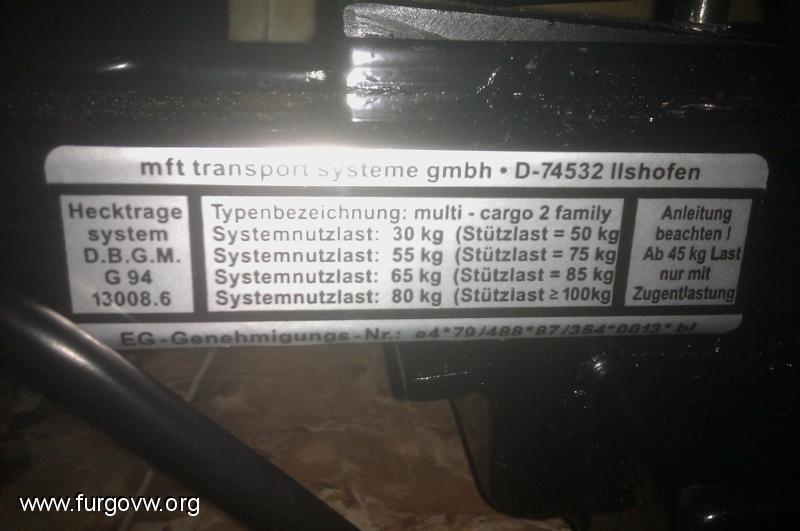 mft transport systeme gmbh • D-74532 Ilshofen
Hecktrage
system
D.B.G.M.
G 94
13008.6
Typenbezeichnung: multi - cargo 2 family
Systemnutzlast: 30 kg (Stützlast = 50 kg
Systemnutzlast: 55 kg (Stützlast = 75 kg
Systemnutzlast: 65 kg (Stützlast = 85 kg
Systemnutzlast: 80 kg (Stützlast ≥ 100kg
Anleitung
beachten !
Ab 45 kg Last
nur mit
Zugentlastung
EG-Genehmigungs-Nr.: e4*79/488*87/354*0013*
www.furgovw.org